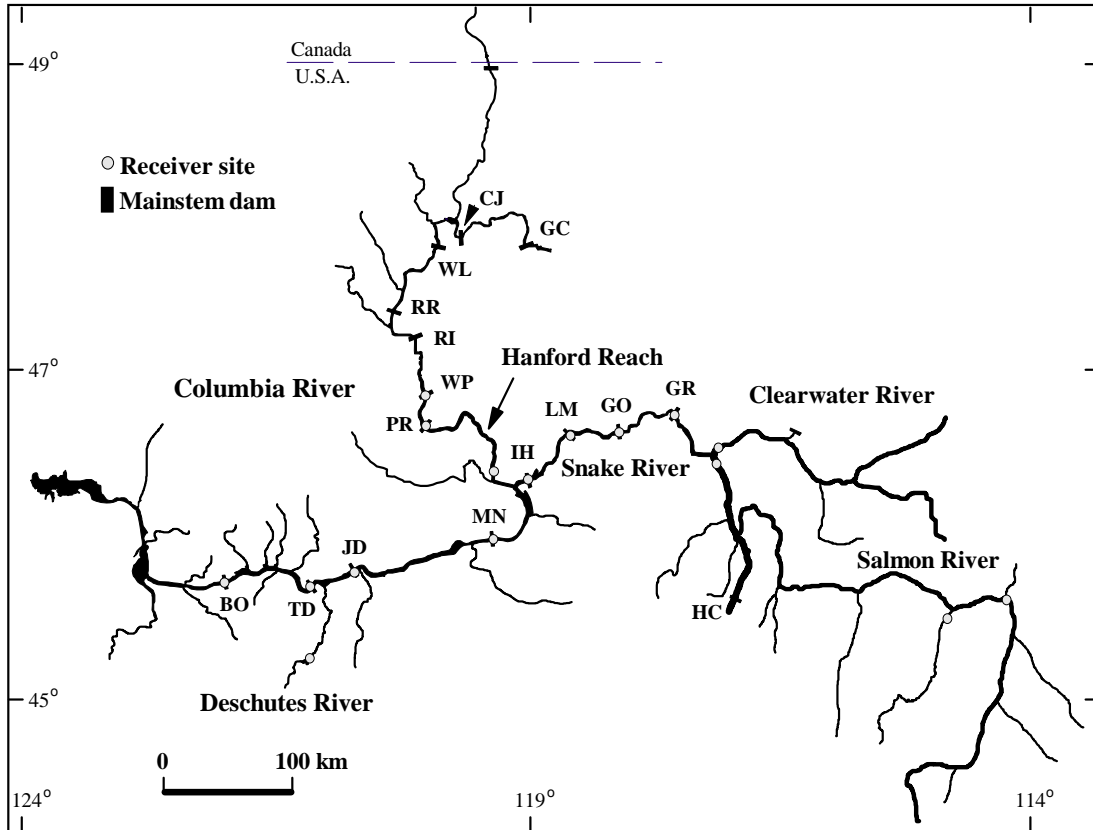 Canada
49°
U.S.A.
Receiver site
Mainstem dam
CJ
GC
WL
RR
RI
Hanford Reach
47°
WP
Columbia River
GR
Clearwater River
PR
LM
GO
IH
Snake River
MN
JD
Salmon River
BO
TD
HC
45°
Deschutes River
0 100 km
124° 119° 114°